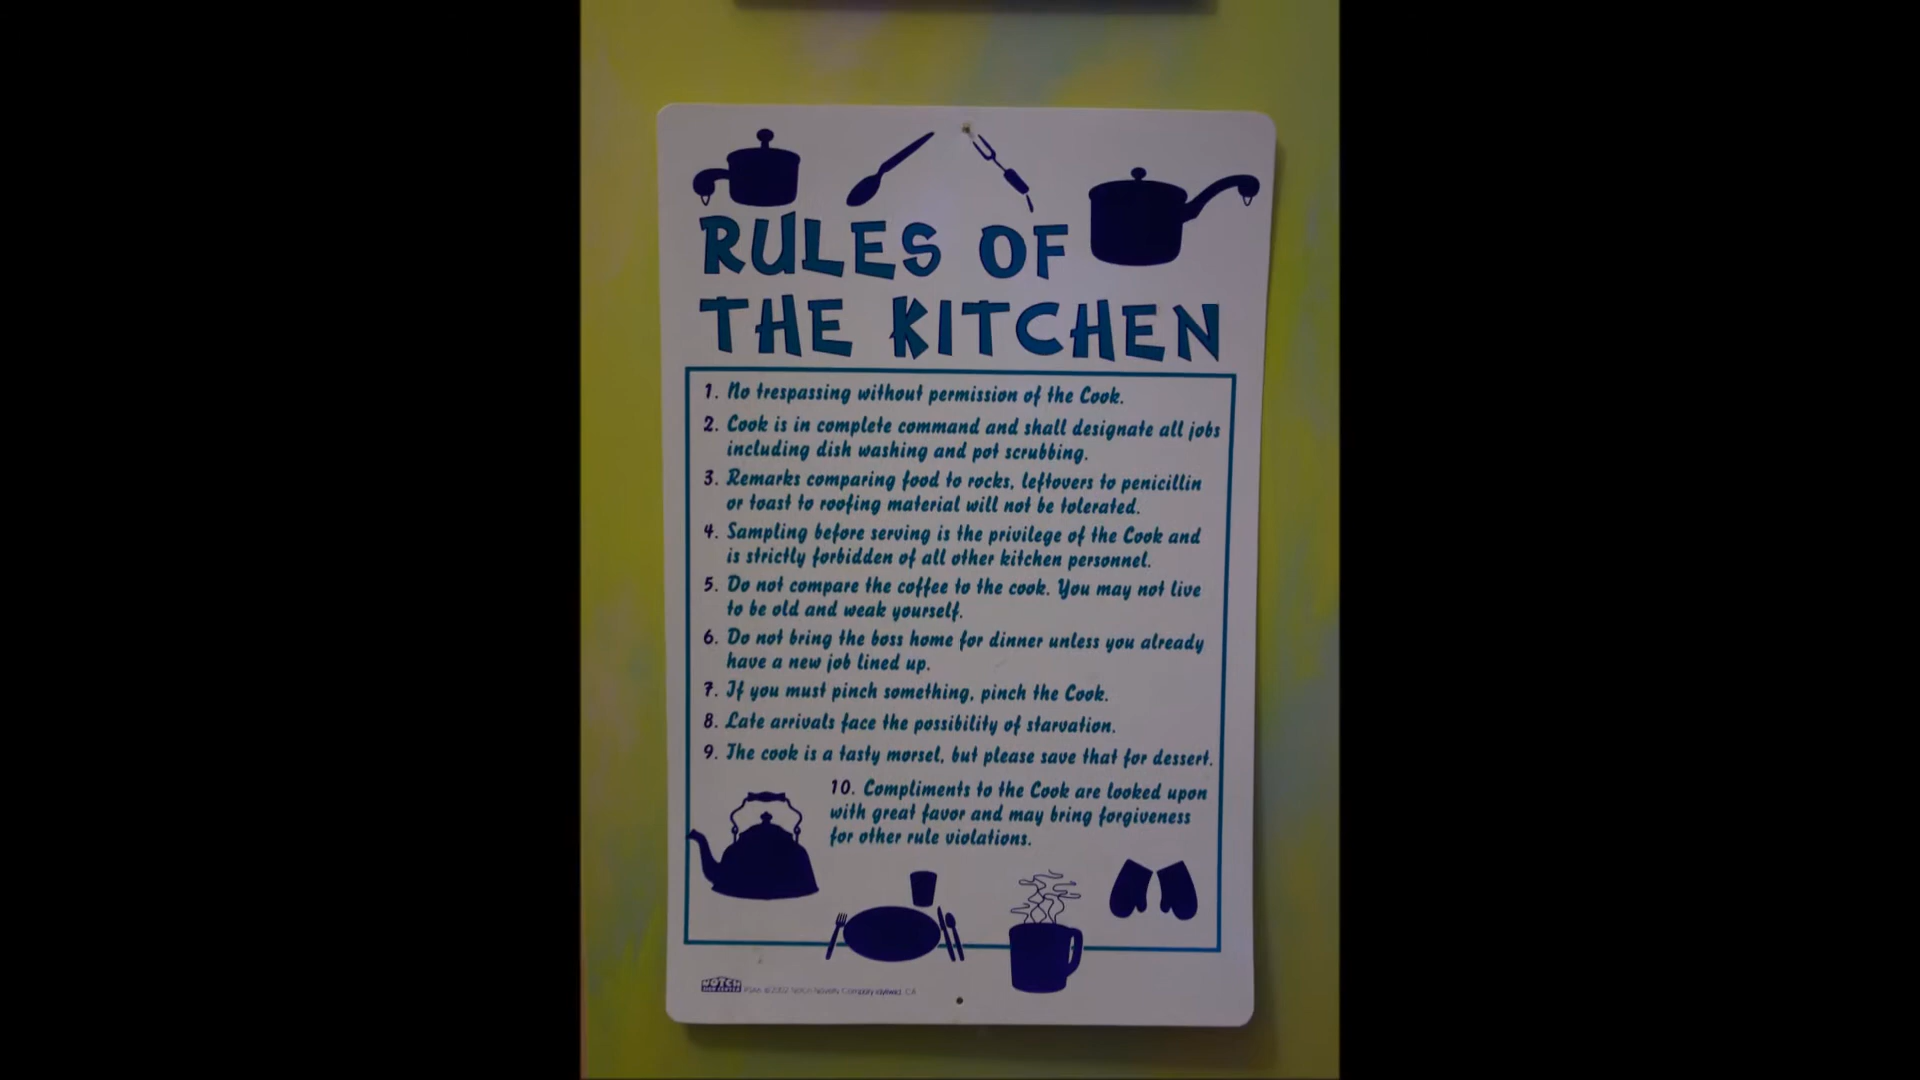 RULES OF
THE KITCHEN
1. No trespassing without permission of the Cook.
2. Cook is in complete command and shall designate all jobs
including dish washing and pot scrubbing.
3. Remarks comparing food to rocks, leftovers to penicillin
or toast to roofing material will not be tolerated.
4. Sampling before serving is the privilege of the Cook and
is strictly forbidden of all other kitchen personnel.
5. Do not compare the coffee to the cook. You may not live
to be old and weak yourself.
6. Do not bring the boss home for dinner unless you already
have a new job lined up.
7. If you must pinch something, pinch the Cook.
8. Late arrivals face the possibility of starvation.
9. The cook is a tasty morsel, but please save that for dessert.
10. Compliments to the Cook are looked upon
with great favor and may bring forgiveness
for other rule violations.
NOTCH
©2002 Notch Novelty Company CA